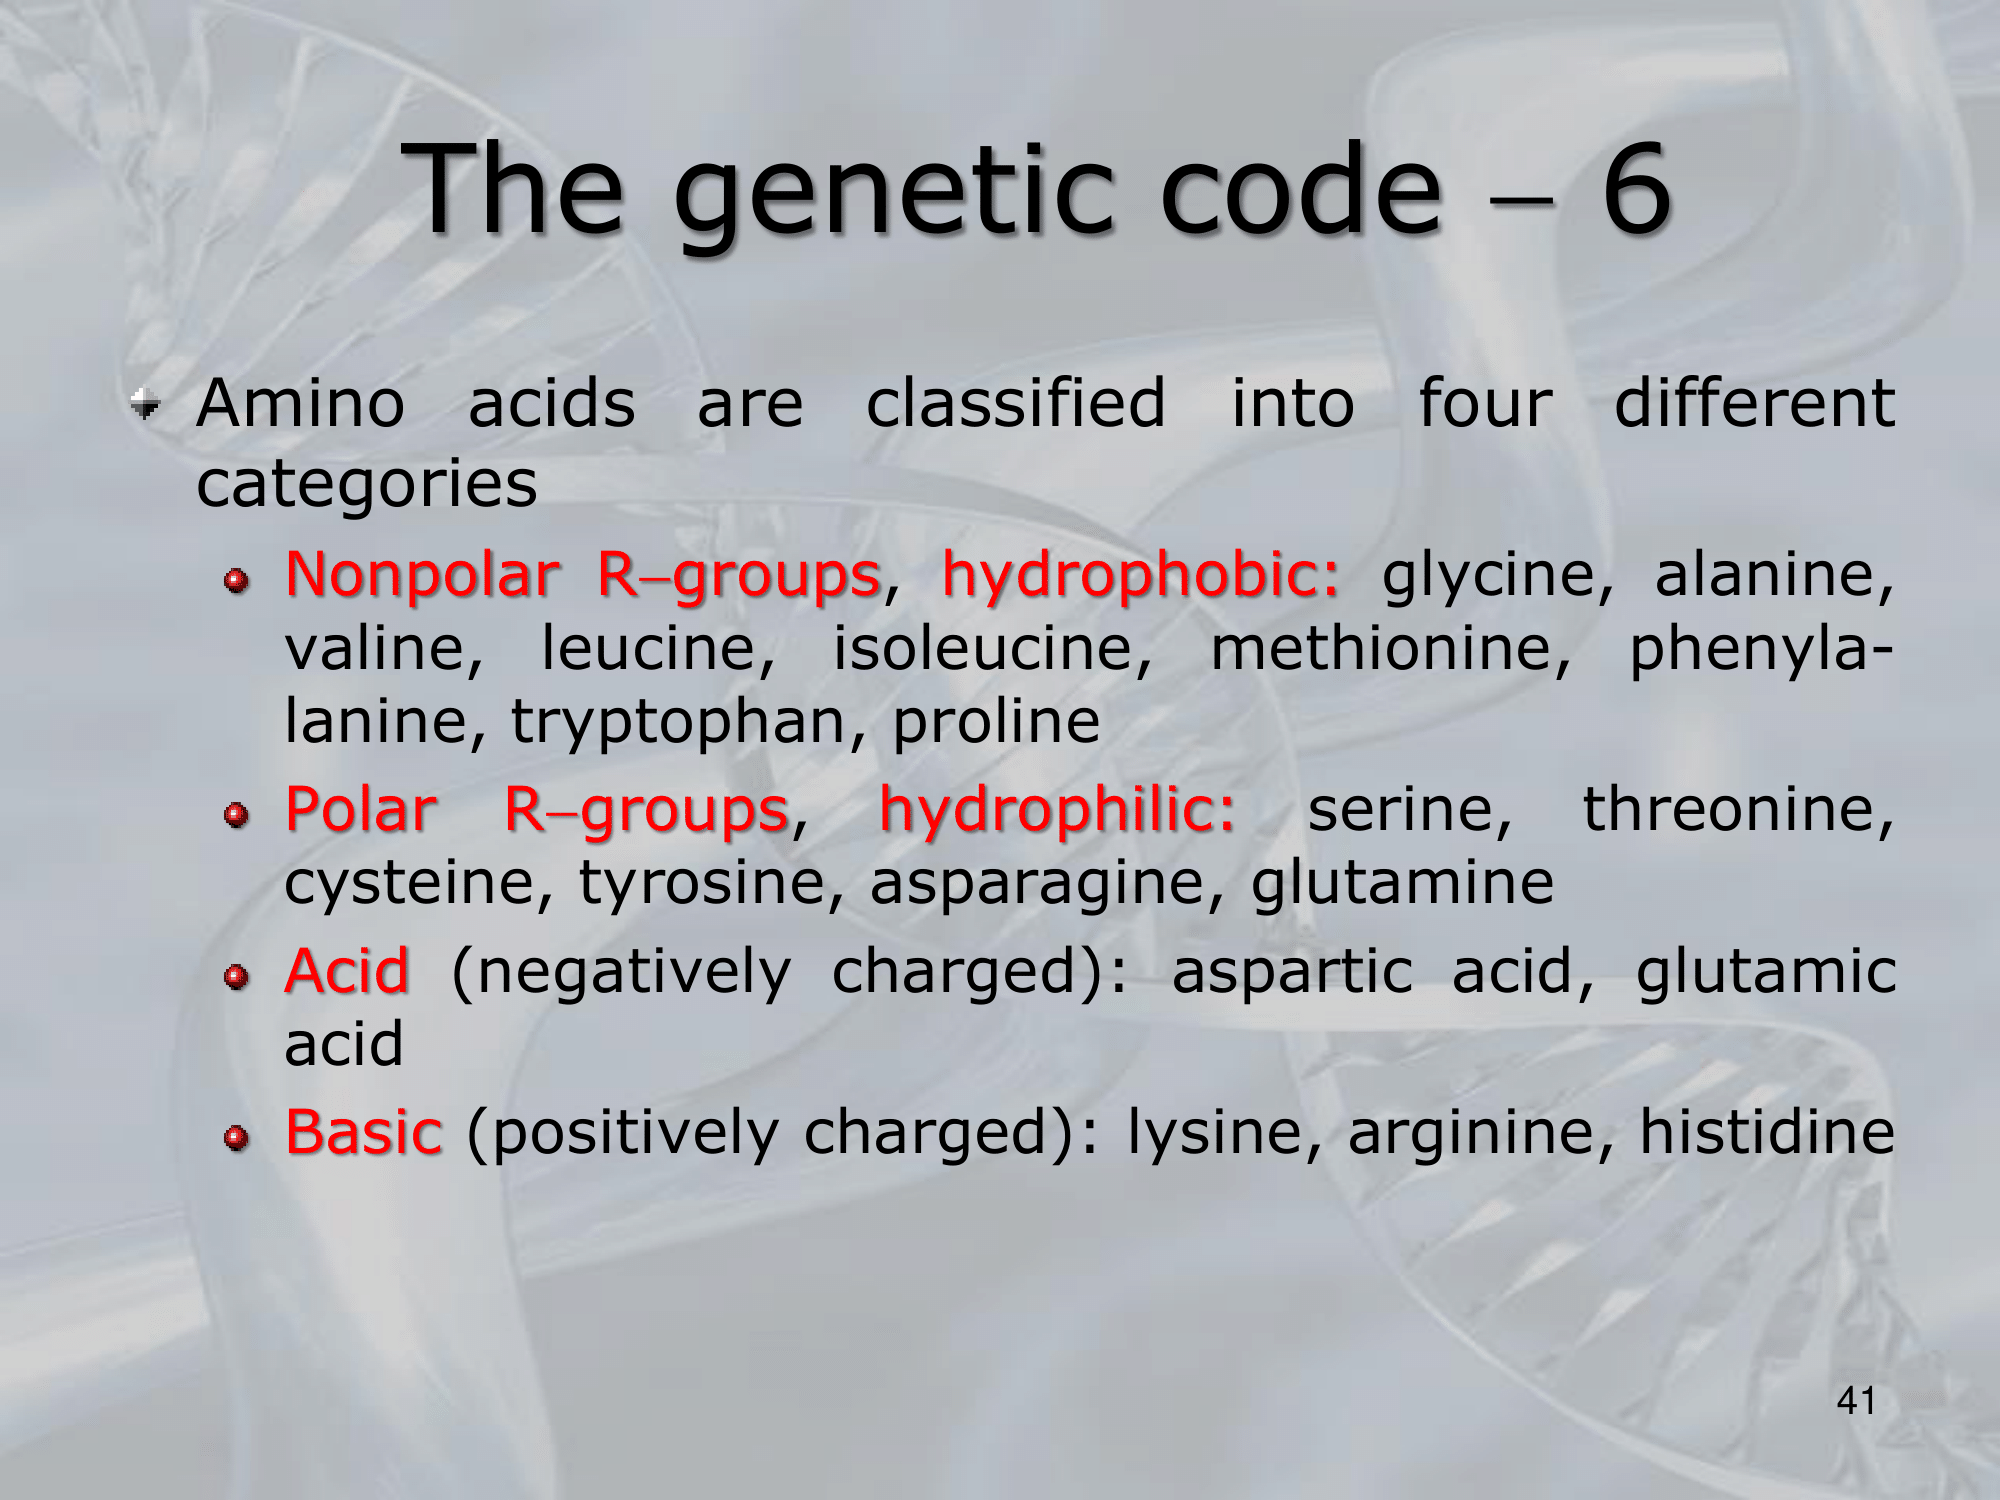 The genetic code – 6
Amino acids are classified into four different
categories
Nonpolar R–groups, hydrophobic: glycine, alanine,
valine, leucine, isoleucine, methionine, phenyla-
lanine, tryptophan, proline
Polar R–groups, hydrophilic: serine, threonine,
cysteine, tyrosine, asparagine, glutamine
Acid (negatively charged): aspartic acid, glutamic
acid
Basic (positively charged): lysine, arginine, histidine
41